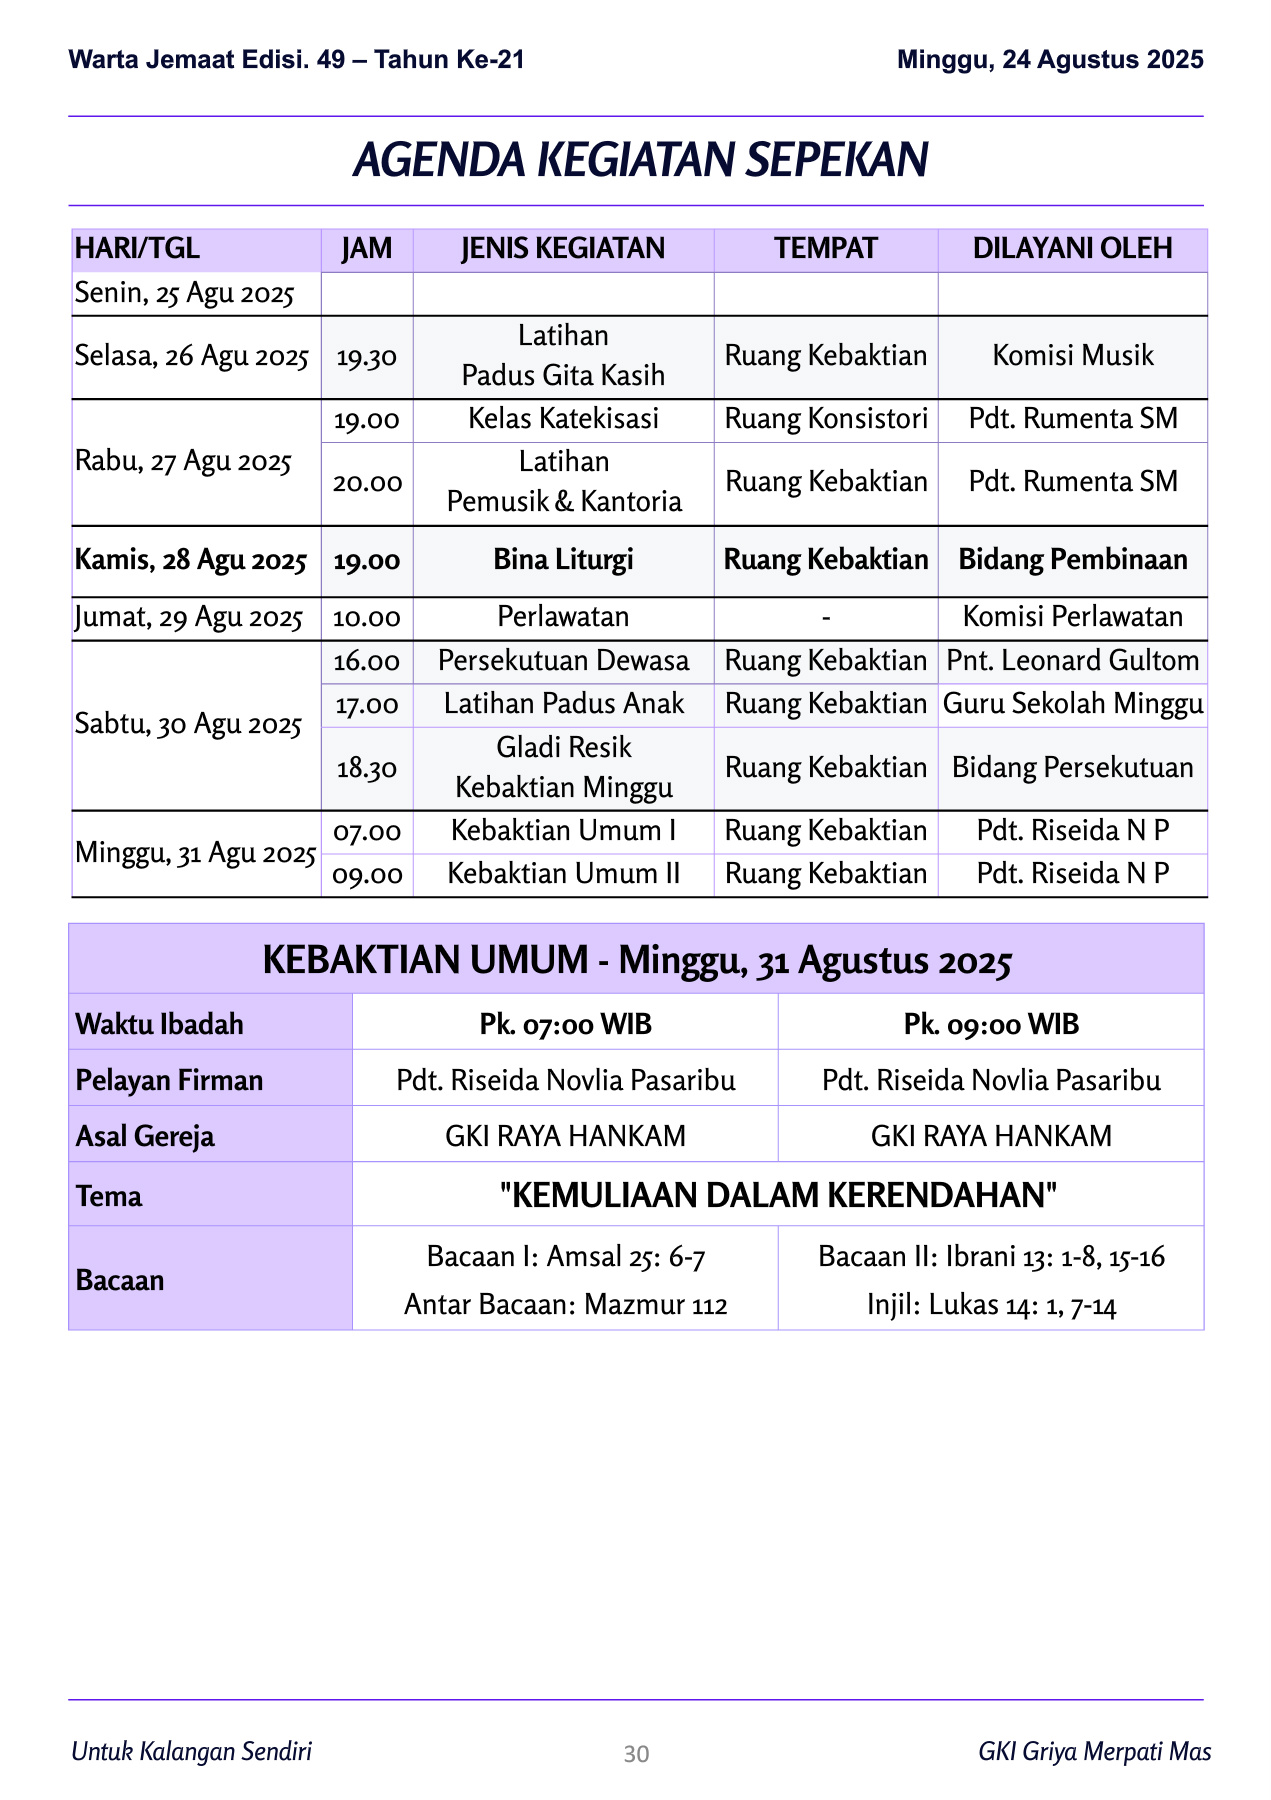 Warta Jemaat Edisi. 49 – Tahun Ke-21 Minggu, 24 Agustus 2025
AGENDA KEGIATAN SEPEKAN
HARI/TGL JAM JENIS KEGIATAN TEMPAT DILAYANI OLEH
Senin, 25 Agu 2025
Selasa, 26 Agu 2025 19.30 Latihan
Padus Gita Kasih Ruang Kebaktian Komisi Musik
Rabu, 27 Agu 2025 19.00 Kelas Katekisasi Ruang Konsistori Pdt. Rumenta SM
20.00 Latihan
Pemusik & Kantoria Ruang Kebaktian Pdt. Rumenta SM
Kamis, 28 Agu 2025 19.00 Bina Liturgi Ruang Kebaktian Bidang Pembinaan
Jumat, 29 Agu 2025 10.00 Perlawatan - Komisi Perlawatan
Sabtu, 30 Agu 2025 16.00 Persekutuan Dewasa Ruang Kebaktian Pnt. Leonard Gultom
17.00 Latihan Padus Anak Ruang Kebaktian Guru Sekolah Minggu
18.30 Gladi Resik
Kebaktian Minggu Ruang Kebaktian Bidang Persekutuan
Minggu, 31 Agu 2025 07.00 Kebaktian Umum I Ruang Kebaktian Pdt. Riseida N P
09.00 Kebaktian Umum II Ruang Kebaktian Pdt. Riseida N P
KEBAKTIAN UMUM - Minggu, 31 Agustus 2025
Waktu Ibadah Pk. 07:00 WIB Pk. 09:00 WIB
Pelayan Firman Pdt. Riseida Novlia Pasaribu Pdt. Riseida Novlia Pasaribu
Asal Gereja GKI RAYA HANKAM GKI RAYA HANKAM
Tema "KEMULIAAN DALAM KERENDAHAN"
Bacaan Bacaan I: Amsal 25: 6-7 Bacaan II: Ibrani 13: 1-8, 15-16
Antar Bacaan: Mazmur 112 Injil: Lukas 14: 1, 7-14
Untuk Kalangan Sendiri 30 GKI Griya Merpati Mas